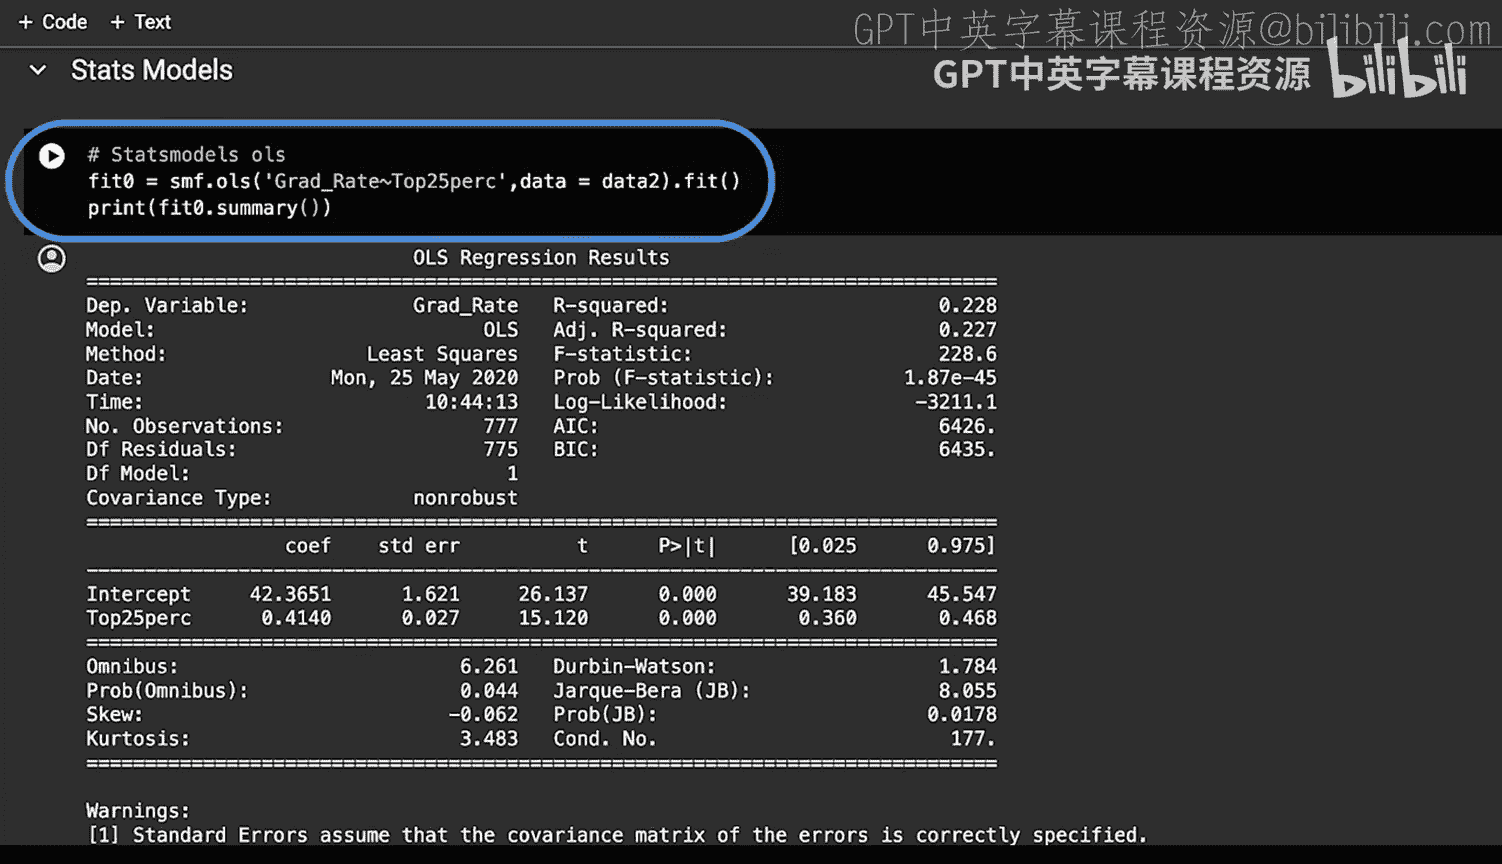 + Code + Text
GPT中英字幕课程资源@bilibili.com
Stats Models
GPT中英字幕课程资源 bilibili
# Statsmodels ols
fit0 = smf.ols('Grad_Rate~Top25perc',data = data2).fit()
print(fit0.summary())
OLS Regression Results
==============================================================================
Dep. Variable: Grad_Rate R-squared: 0.228
Model: OLS Adj. R-squared: 0.227
Method: Least Squares F-statistic: 228.6
Date: Mon, 25 May 2020 Prob (F-statistic): 1.87e-45
Time: 10:44:13 Log-Likelihood: -3211.1
No. Observations: 777 AIC: 6426.
Df Residuals: 775 BIC: 6435.
Df Model: 1
Covariance Type: nonrobust
==============================================================================
coef std err t P>|t| [0.025 0.975]
------------------------------------------------------------------------------
Intercept 42.3651 1.621 26.137 0.000 39.183 45.547
Top25perc 0.4140 0.027 15.120 0.000 0.360 0.468
==============================================================================
Omnibus: 6.261 Durbin-Watson: 1.784
Prob(Omnibus): 0.044 Jarque-Bera (JB): 8.055
Skew: -0.062 Prob(JB): 0.0178
Kurtosis: 3.483 Cond. No. 177.
==============================================================================
Warnings:
[1] Standard Errors assume that the covariance matrix of the errors is correctly specified.